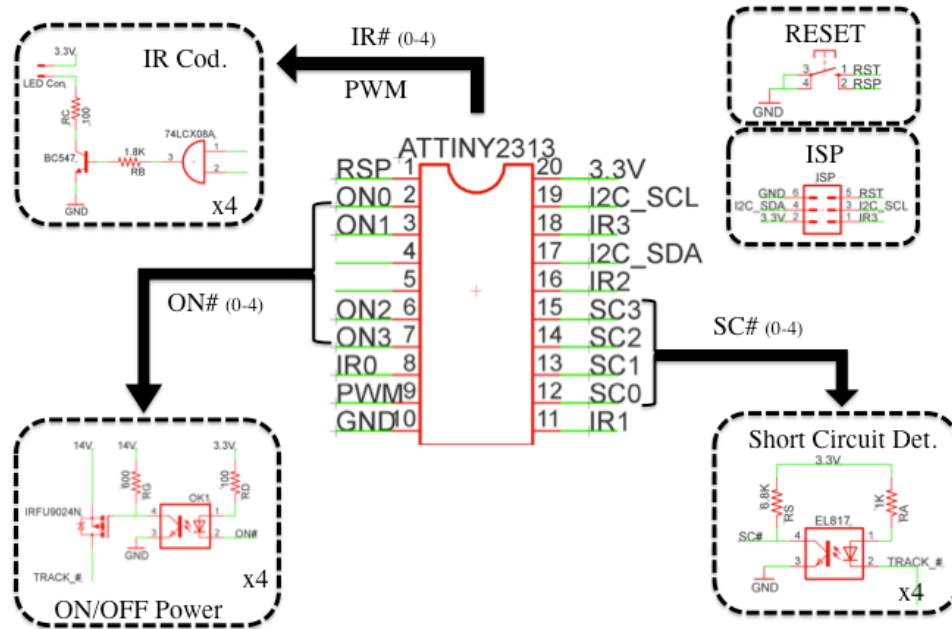 IR Cod.
3.3V
LED Con.
RC
100
BC547
1.8K
RB
74LCX08A
3
1
2
GND
x4
IR# (0-4)
PWM
RESET
3
4
1
2
RST
RSP
GND
ISP
JSP
GND 6
5 RST
I2C_SDA 4
3 I2C_SCL
3.3V 2
1 IR3
ATTINY2313
RSP 1
20 3.3V
ON0 2
19 I2C_SCL
ON1 3
18 IR3
4
17 I2C_SDA
5
16 IR2
ON2 6
15 SC3
ON3 7
14 SC2
IR0 8
13 SC1
PWM 9
12 SC0
GND 10
11 IR1
ON# (0-4)
SC# (0-4)
14V
14V
3.3V
600
RG
100
RD
IRFU9024N
OK1
4
1
3
2
ON#
GND
TRACK_#
x4
ON/OFF Power
Short Circuit Det.
3.3V
6.8K
RS
1K
RA
EL817
SC#
4
1
3
2
TRACK_#
GND
x4